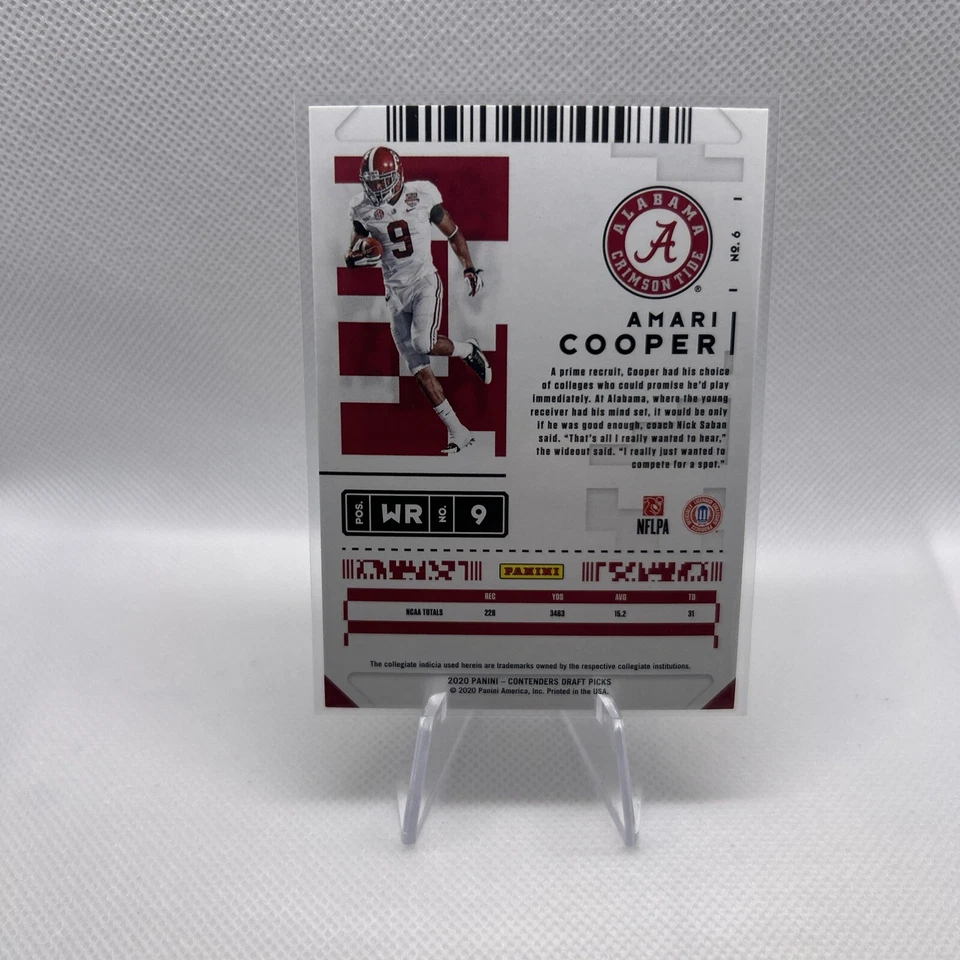 9
ALABAMA
A
CRIMSON TIDE
®
No. 6
AMARI
COOPER
A prime recruit, Cooper had his choice
of colleges who could promise he'd play
immediately. At Alabama, where the young
receiver had his mind set, it would be only
if he was good enough, coach Nick Saban
said. "That's all I really wanted to hear,"
the wideout said. "I really just wanted to
compete for a spot."
POS. WR NO. 9
NFLPA
PANINI
REC YDS AVG TD
NCAA TOTALS 228 3463 15.2 31
The collegiate indicia used herein are trademarks owned by the respective collegiate institutions.
2020 PANINI – CONTENDERS DRAFT PICKS
© 2020 Panini America, Inc. Printed in the USA.